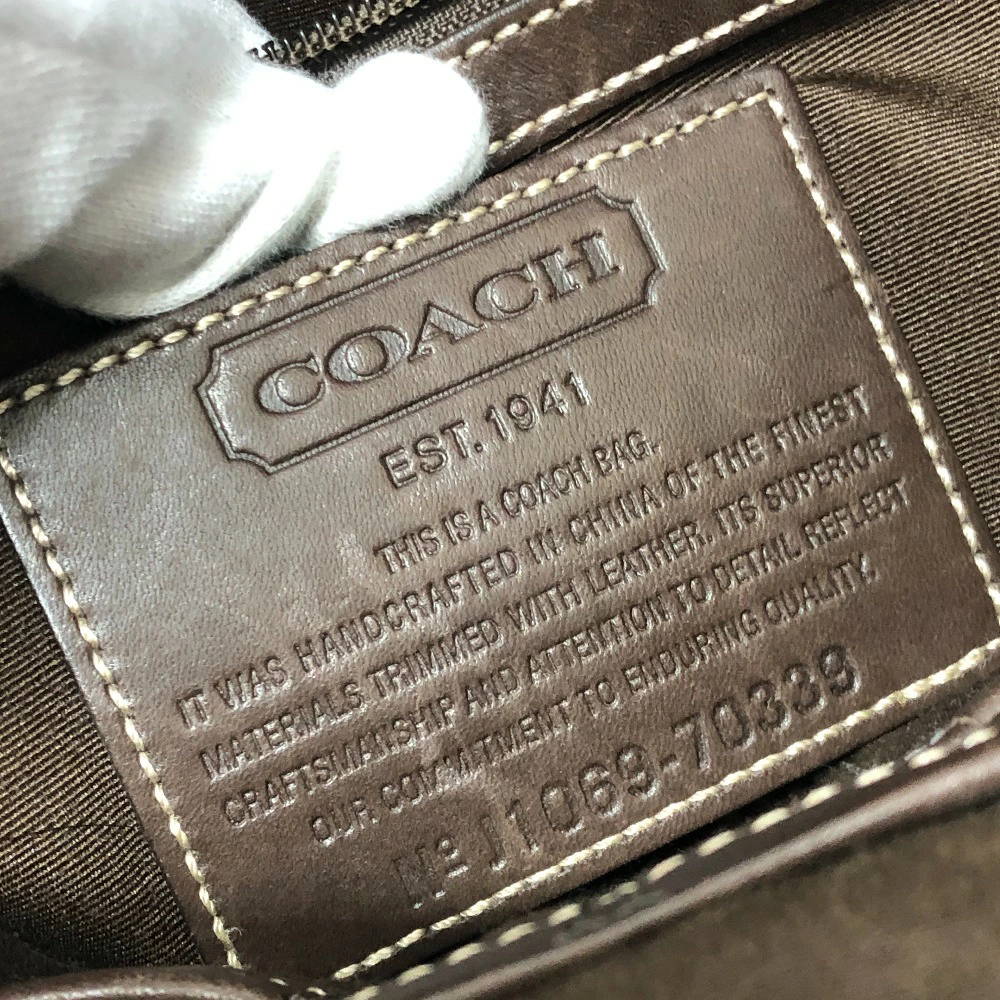 COACH
EST. 1941
THIS IS A COACH BAG.
IT WAS HANDCRAFTED IN CHINA OF THE FINEST
MATERIALS TRIMMED WITH LEATHER. ITS SUPERIOR
CRAFTSMANSHIP AND ATTENTION TO DETAIL REFLECT
OUR COMMITMENT TO ENDURING QUALITY.
Nº J1069-70339